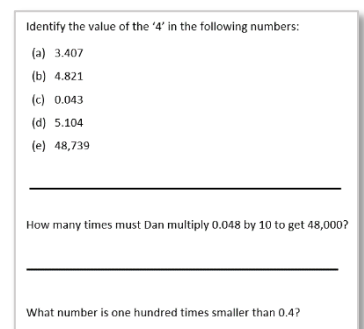 Identify the value of the ‘4’ in the following numbers:
(a) 3.407
(b) 4.821
(c) 0.043
(d) 5.104
(e) 48,739
How many times must Dan multiply 0.048 by 10 to get 48,000?
What number is one hundred times smaller than 0.4?